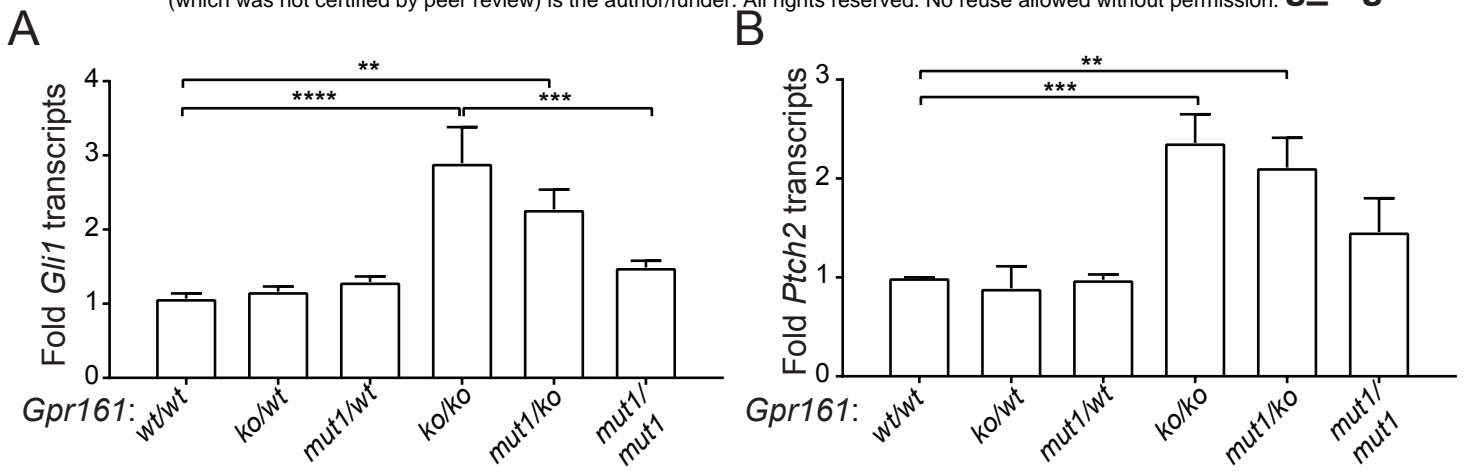 (which was not certified by peer review) is the author/funder. All rights reserved. No reuse allowed without permission.
A
Fold Gli1 transcripts
4
3
2
1
0
**
****
***
Gpr161:
wt/wt
ko/wt
mut1/wt
ko/ko
mut1/ko
mut1/
mut1
B
Fold Ptch2 transcripts
3
2
1
0
**
***
Gpr161:
wt/wt
ko/wt
mut1/wt
ko/ko
mut1/ko
mut1/
mut1